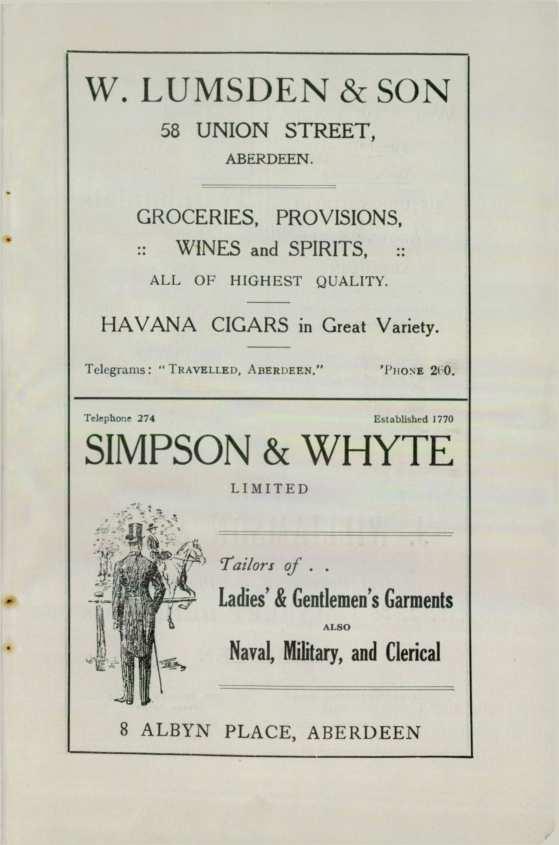 W. LUMSDEN & SON
58 UNION STREET,
ABERDEEN.
GROCERIES, PROVISIONS,
:: WINES and SPIRITS, ::
ALL OF HIGHEST QUALITY.
HAVANA CIGARS in Great Variety.
Telegrams: "TRAVELLED, ABERDEEN." 'PHONE 260.
Telephone 274 Established 1770
SIMPSON & WHYTE
LIMITED
Tailors of . .
Ladies' & Gentlemen's Garments
ALSO
Naval, Military, and Clerical
8 ALBYN PLACE, ABERDEEN